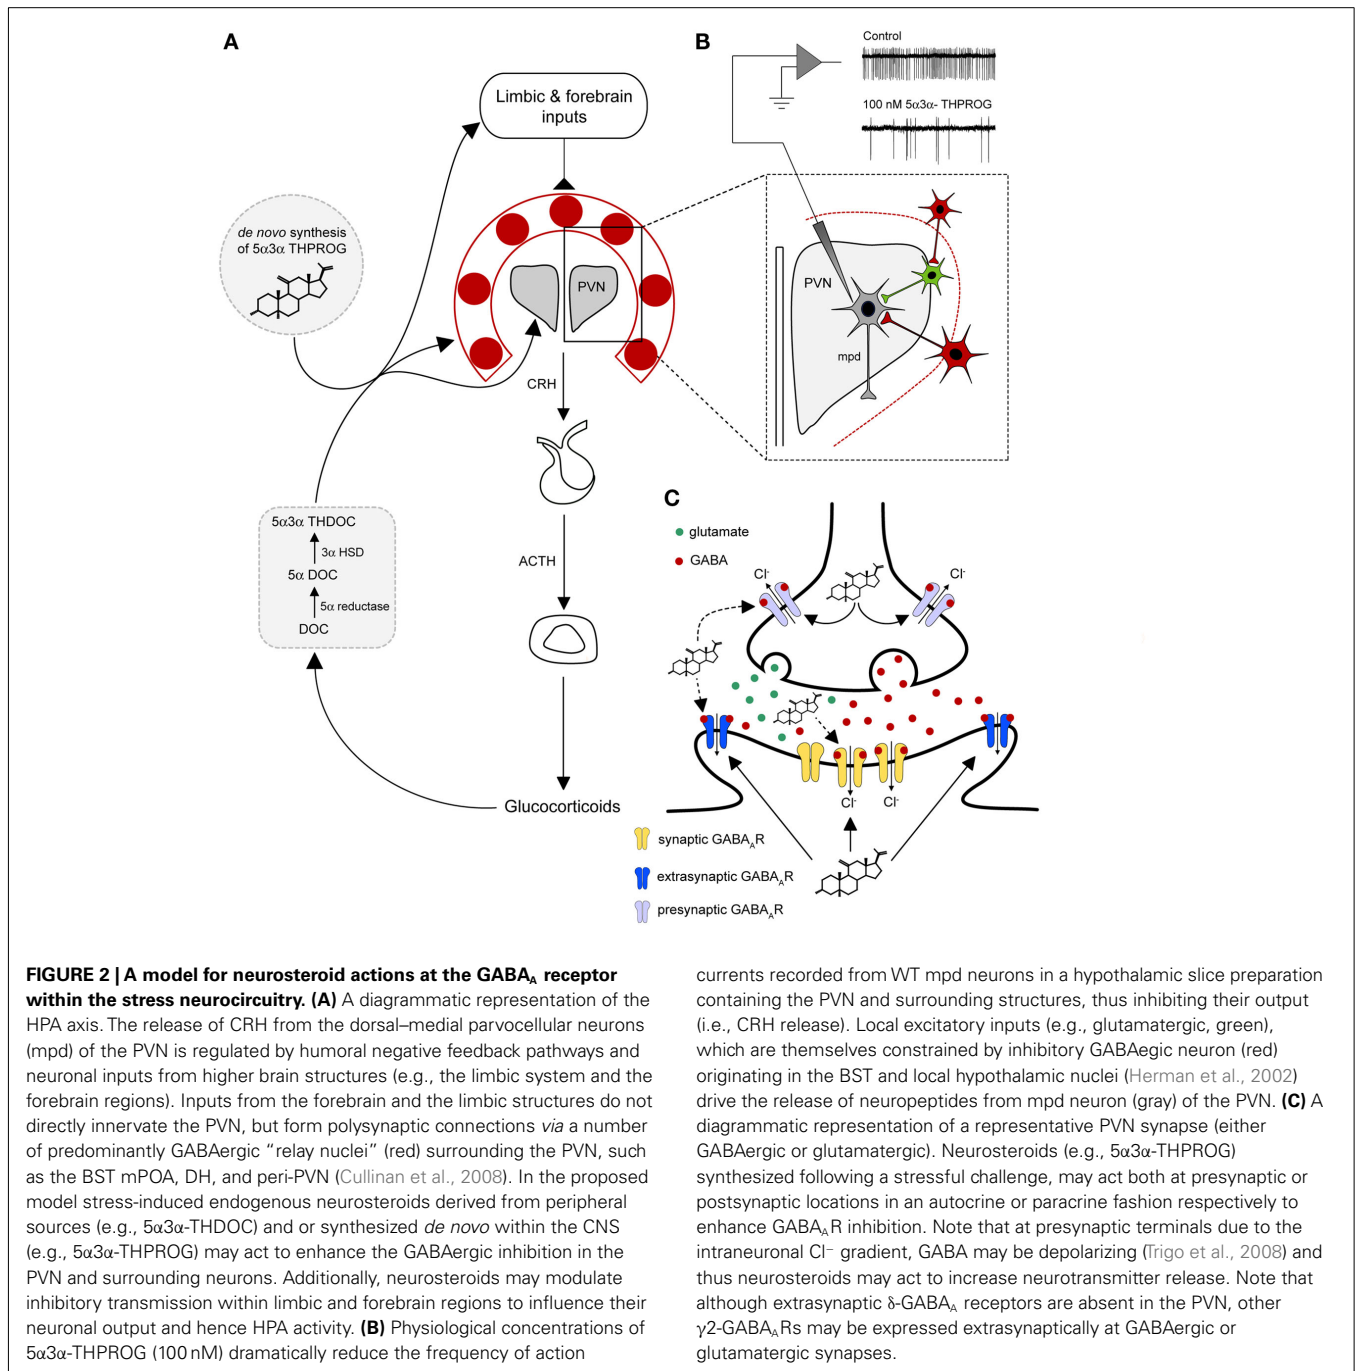 A
Limbic & forebrain
inputs
de novo synthesis
of 5α3α THPROG
PVN
CRH
ACTH
5α3α THDOC
3α HSD
5α DOC
5α reductase
DOC
Glucocorticoids
B
Control
100 nM 5α3α- THPROG
PVN
mpd
C
glutamate
GABA
Cl-
Cl-
Cl-
Cl-
synaptic GABAAR
extrasynaptic GABAAR
presynaptic GABAAR
FIGURE 2 | A model for neurosteroid actions at the GABAA receptor
within the stress neurocircuitry. (A) A diagrammatic representation of the
HPA axis. The release of CRH from the dorsal–medial parvocellular neurons
(mpd) of the PVN is regulated by humoral negative feedback pathways and
neuronal inputs from higher brain structures (e.g., the limbic system and the
forebrain regions). Inputs from the forebrain and the limbic structures do not
directly innervate the PVN, but form polysynaptic connections via a number
of predominantly GABAergic “relay nuclei” (red) surrounding the PVN, such
as the BST mPOA, DH, and peri-PVN (Cullinan et al., 2008). In the proposed
model stress-induced endogenous neurosteroids derived from peripheral
sources (e.g., 5α3α-THDOC) and or synthesized de novo within the CNS
(e.g., 5α3α-THPROG) may act to enhance the GABAergic inhibition in the
PVN and surrounding neurons. Additionally, neurosteroids may modulate
inhibitory transmission within limbic and forebrain regions to influence their
neuronal output and hence HPA activity. (B) Physiological concentrations of
5α3α-THPROG (100 nM) dramatically reduce the frequency of action
currents recorded from WT mpd neurons in a hypothalamic slice preparation
containing the PVN and surrounding structures, thus inhibiting their output
(i.e., CRH release). Local excitatory inputs (e.g., glutamatergic, green),
which are themselves constrained by inhibitory GABAegic neuron (red)
originating in the BST and local hypothalamic nuclei (Herman et al., 2002)
drive the release of neuropeptides from mpd neuron (gray) of the PVN. (C) A
diagrammatic representation of a representative PVN synapse (either
GABAergic or glutamatergic). Neurosteroids (e.g., 5α3α-THPROG)
synthesized following a stressful challenge, may act both at presynaptic or
postsynaptic locations in an autocrine or paracrine fashion respectively to
enhance GABAAR inhibition. Note that at presynaptic terminals due to the
intraneuronal Cl− gradient, GABA may be depolarizing (Trigo et al., 2008) and
thus neurosteroids may act to increase neurotransmitter release. Note that
although extrasynaptic δ-GABAA receptors are absent in the PVN, other
γ2-GABAARs may be expressed extrasynaptically at GABAergic or
glutamatergic synapses.